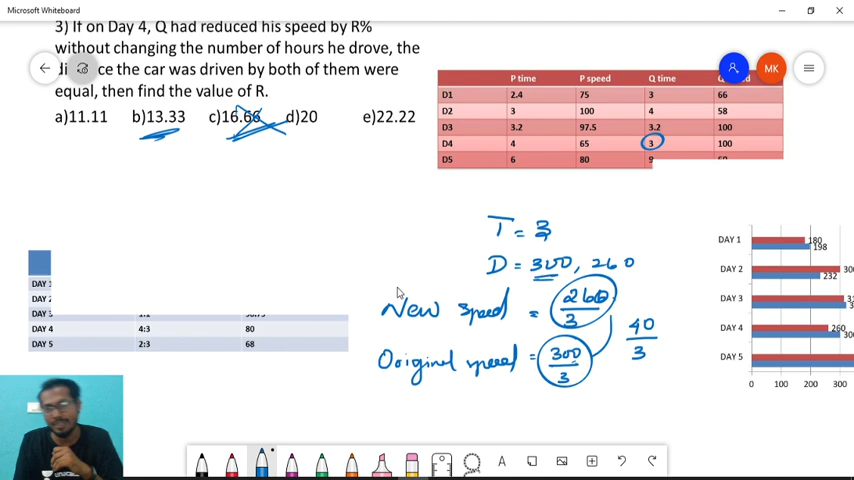 Microsoft Whiteboard
3) If on Day 4, Q had reduced his speed by R%
without changing the number of hours he drove, the
ce the car was driven by both of them were
equal, then find the value of R.
a)11.11 b)13.33 c)16.66 d)20 e)22.22
MK
P time P speed Q time
D1 2.4 75 3 66
D2 3 100 4 58
D3 3.2 97.5 3.2 100
D4 4 65 3 100
D5 6 80
T = 3
D = 300, 260
New speed = 260/3
Original speed = 300/3
40/3
DAY 4 4:3 80
DAY 5 2:3 68
DAY 1 180 198
DAY 2 300 232
DAY 3
DAY 4 260 300
DAY 5
0 100 200 300
A